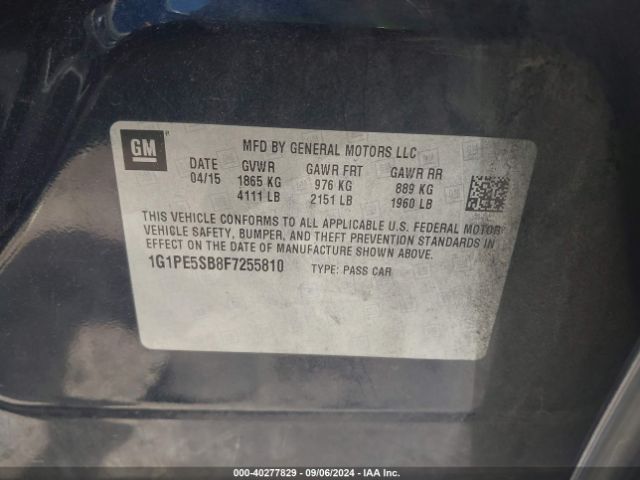 GM
MFD BY GENERAL MOTORS LLC
DATE GVWR GAWR FRT GAWR RR
04/15 1865 KG 976 KG 889 KG
4111 LB 2151 LB 1960 LB
THIS VEHICLE CONFORMS TO ALL APPLICABLE U.S. FEDERAL MOTOR
VEHICLE SAFETY, BUMPER, AND THEFT PREVENTION STANDARDS IN
EFFECT ON THE DATE OF MANUFACTURE SHOWN ABOVE.
1G1PE5SB8F7255810 TYPE: PASS CAR
000-40277829 - 09/06/2024 - IAA Inc.